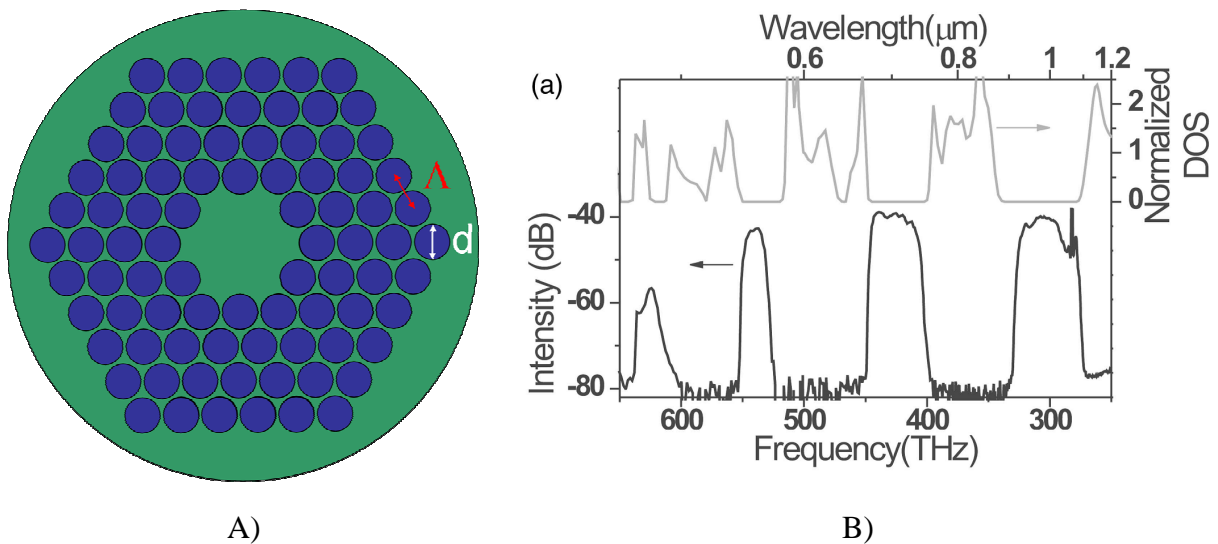 Λ
d
A)
(a)
Wavelength(μm)
0.6 0.8 1 1.2
2
1
0
Normalized
DOS
-40
-60
-80
Intensity (dB)
600 500 400 300
Frequency(THz)
B)